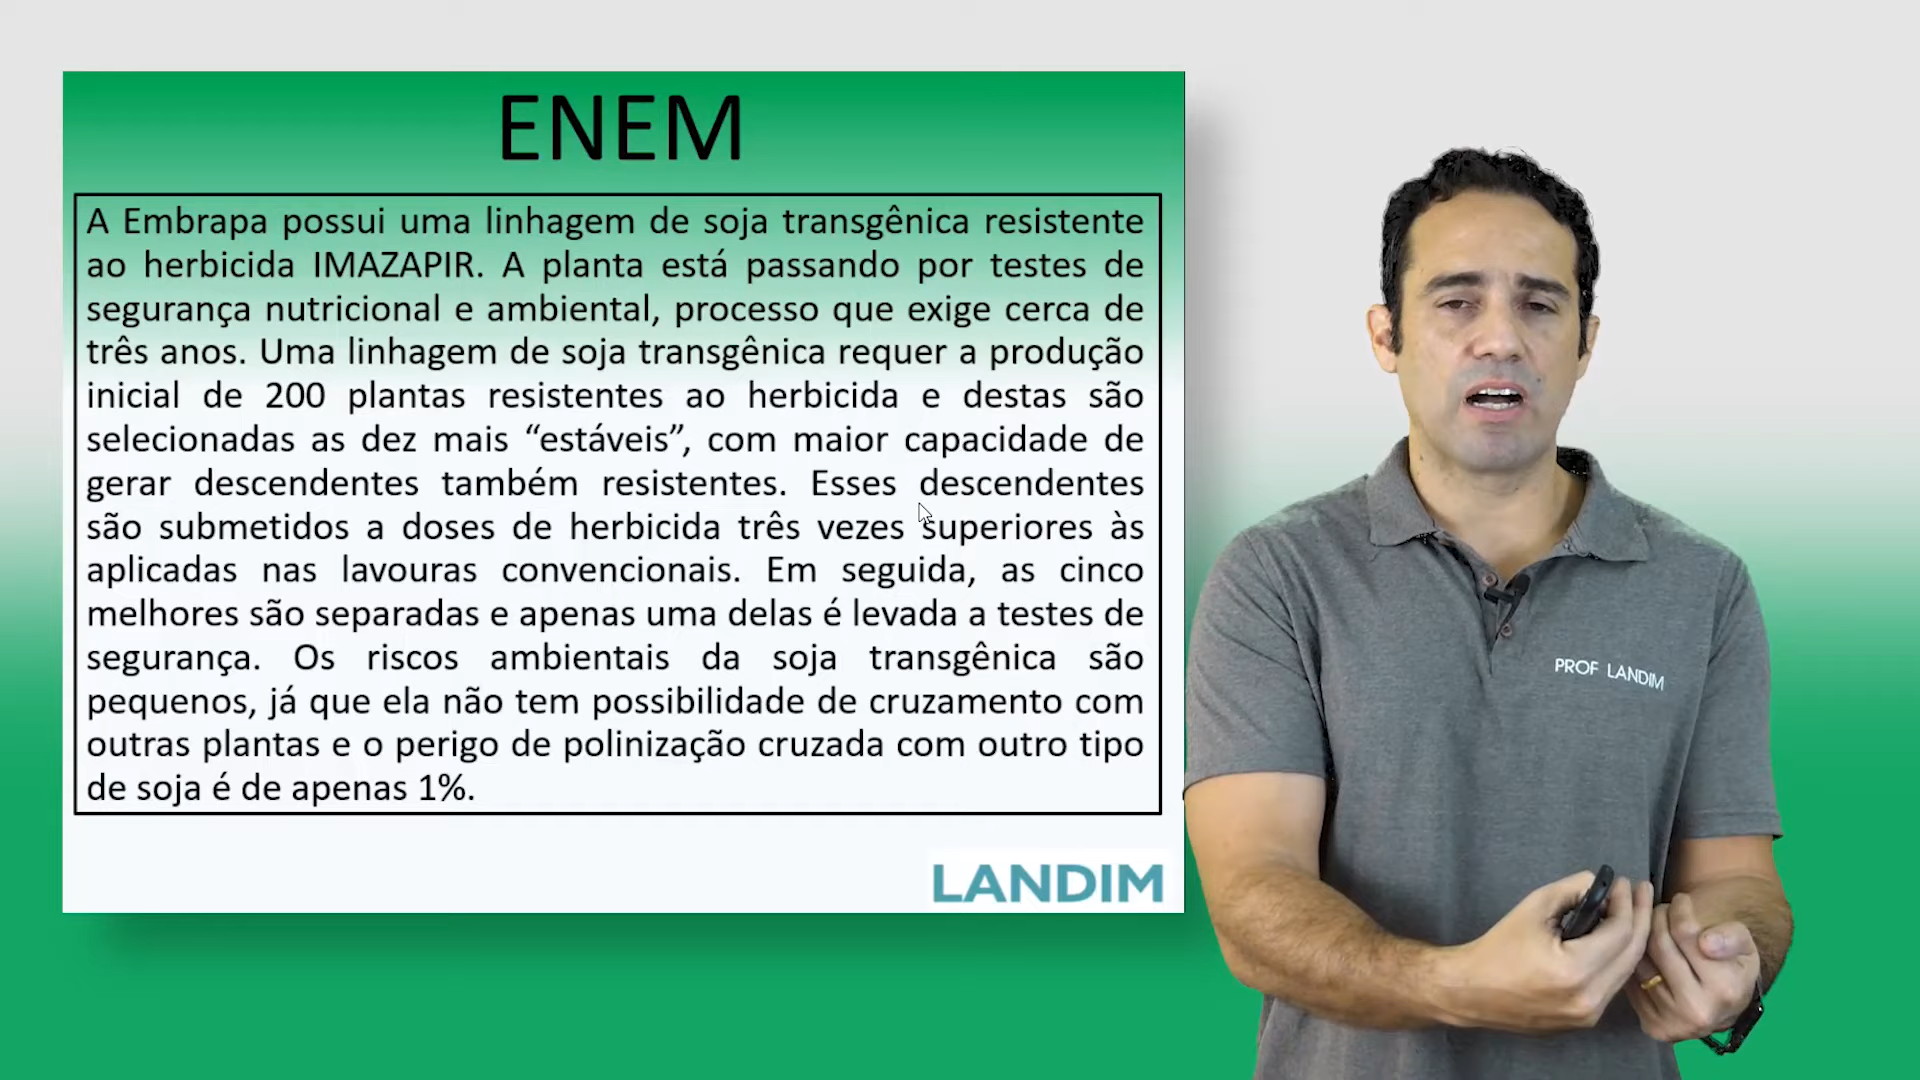 ENEM
A Embrapa possui uma linhagem de soja transgênica resistente
ao herbicida IMAZAPIR. A planta está passando por testes de
segurança nutricional e ambiental, processo que exige cerca de
três anos. Uma linhagem de soja transgênica requer a produção
inicial de 200 plantas resistentes ao herbicida e destas são
selecionadas as dez mais “estáveis”, com maior capacidade de
gerar descendentes também resistentes. Esses descendentes
são submetidos a doses de herbicida três vezes superiores às
aplicadas nas lavouras convencionais. Em seguida, as cinco
melhores são separadas e apenas uma delas é levada a testes de
segurança. Os riscos ambientais da soja transgênica são
pequenos, já que ela não tem possibilidade de cruzamento com
outras plantas e o perigo de polinização cruzada com outro tipo
de soja é de apenas 1%.
LANDIM
PROF LANDIM